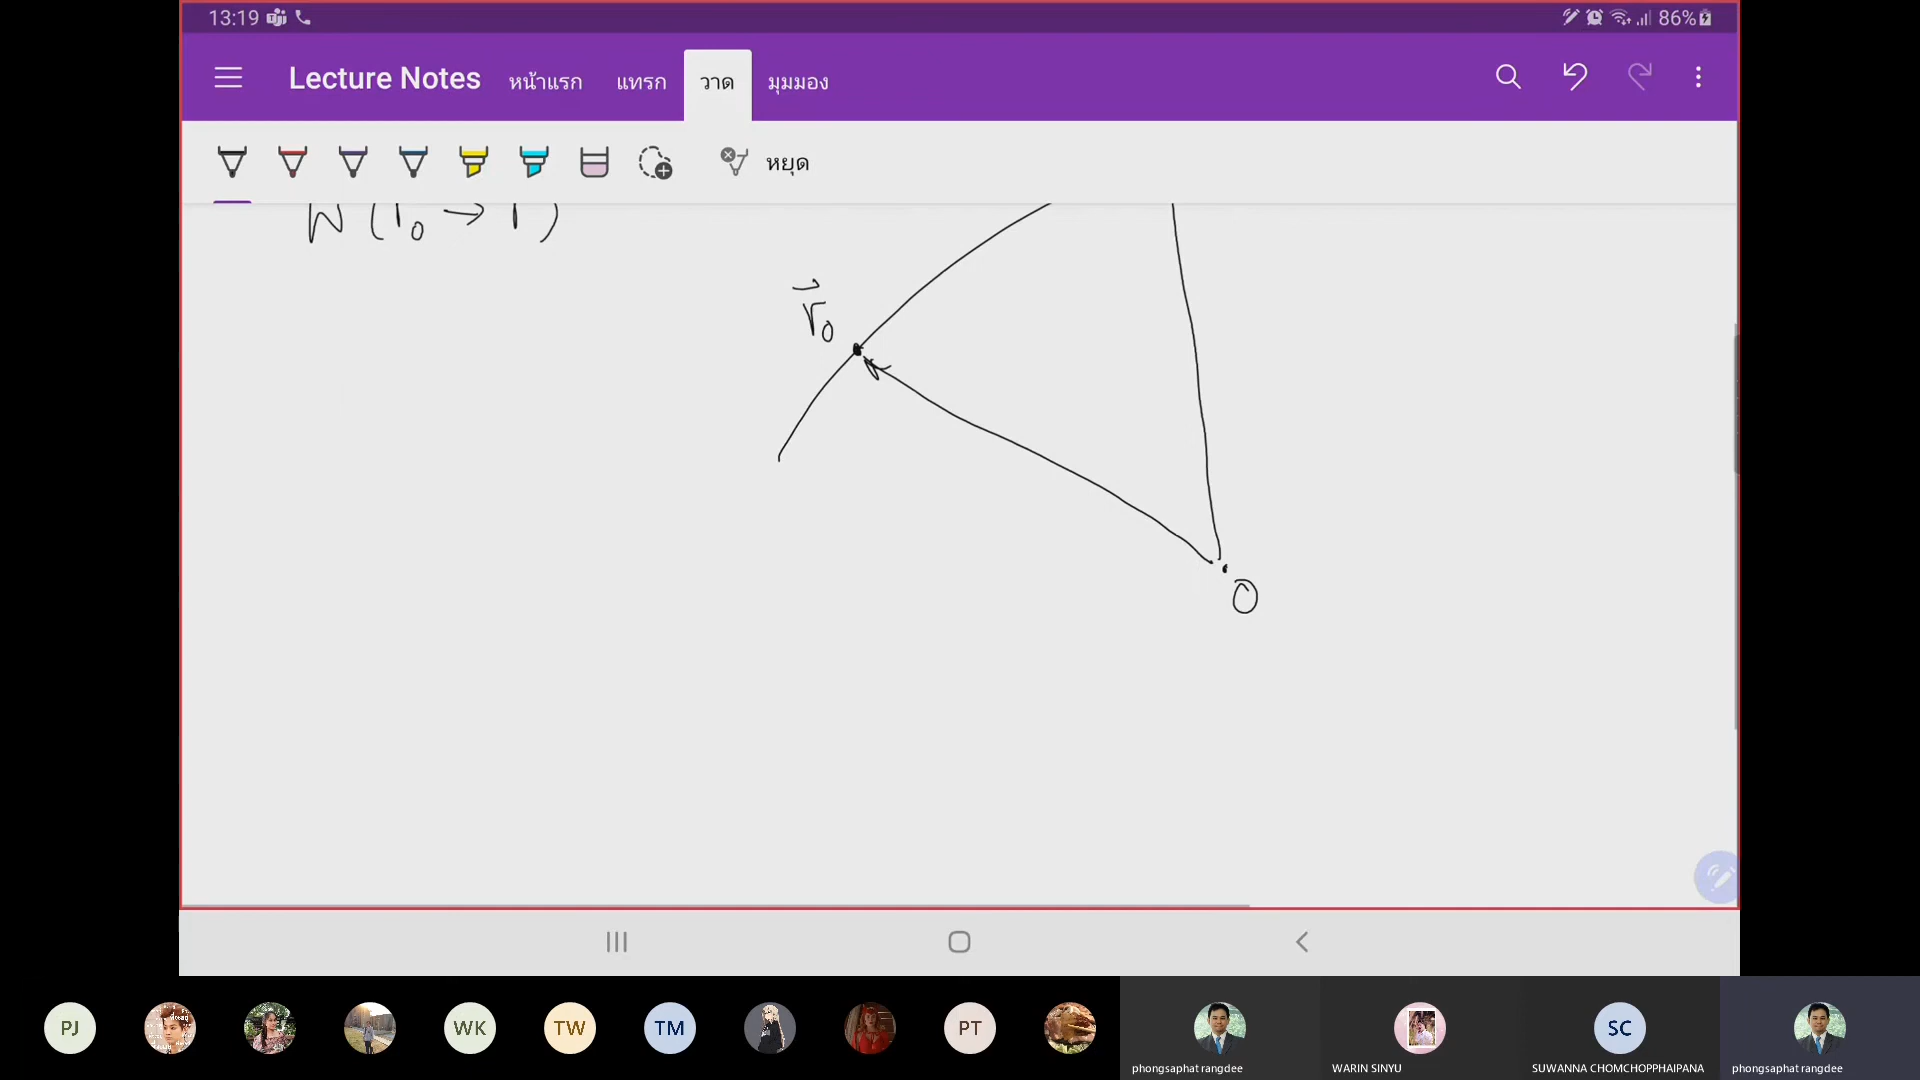 13:19 86%
Lecture Notes หน้าแรก แทรก วาด มุมมอง
หยุด
W (r₀ → r)
r⃗₀
O
PJ WK TW TM PT SC
phongsaphat rangdee WARIN SINYU SUWANNA CHOMCHOPPHAIPANA phongsaphat rangdee